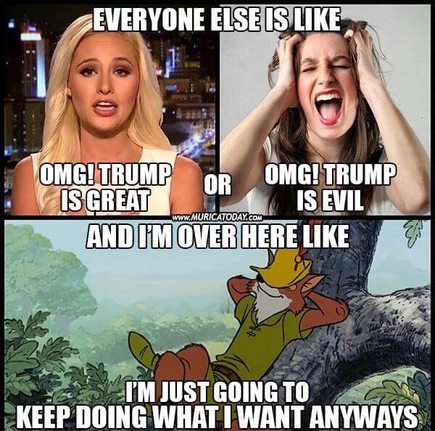 EVERYONE ELSE IS LIKE
OMG! TRUMP
IS GREAT
OR
OMG! TRUMP
IS EVIL
WWW.MURICATODAY.COM
AND I'M OVER HERE LIKE
I'M JUST GOING TO
KEEP DOING WHAT I WANT ANYWAYS